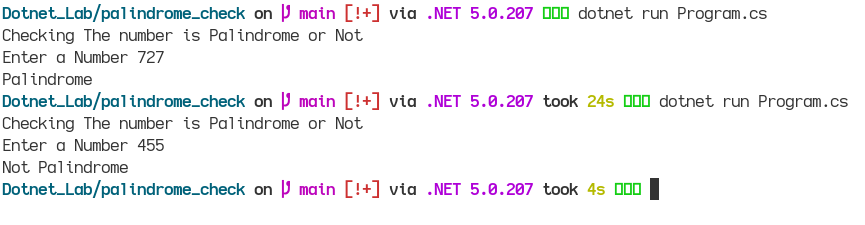 Dotnet_Lab/palindrome_check on main [!+] via .NET 5.0.207 dotnet run Program.cs
Checking The number is Palindrome or Not
Enter a Number 727
Palindrome
Dotnet_Lab/palindrome_check on main [!+] via .NET 5.0.207 took 24s dotnet run Program.cs
Checking The number is Palindrome or Not
Enter a Number 455
Not Palindrome
Dotnet_Lab/palindrome_check on main [!+] via .NET 5.0.207 took 4s